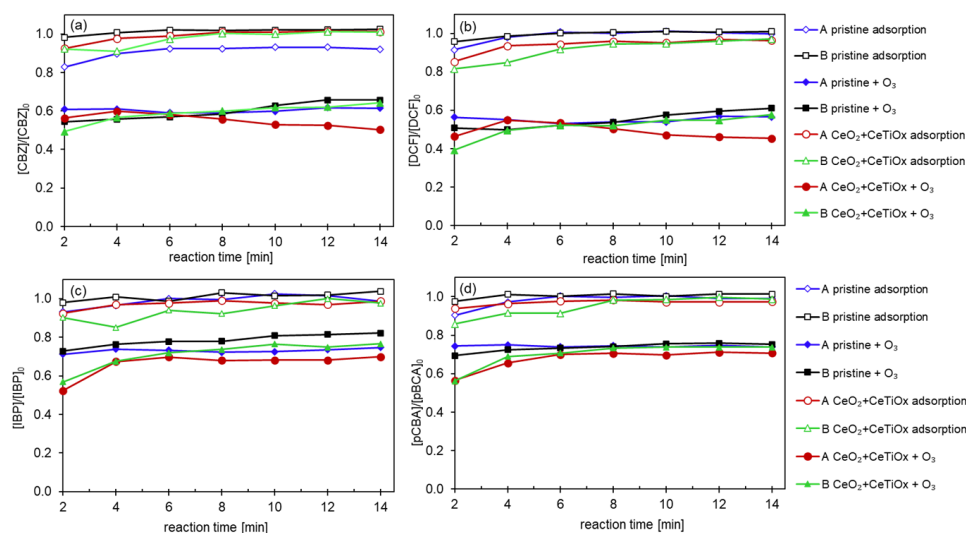 (a)
[CBZ]/[CBZ]₀
1.0
0.8
0.6
0.4
0.2
0.0
2 4 6 8 10 12 14
reaction time [min]
(b)
[DCF]/[DCF]₀
1.0
0.8
0.6
0.4
0.2
0.0
2 4 6 8 10 12 14
reaction time [min]
A pristine adsorption
B pristine adsorption
A pristine + O₃
B pristine + O₃
A CeO₂+CeTiOx adsorption
B CeO₂+CeTiOx adsorption
A CeO₂+CeTiOx + O₃
B CeO₂+CeTiOx + O₃
(c)
[IBP]/[IBP]₀
1.0
0.8
0.6
0.4
0.2
0.0
2 4 6 8 10 12 14
reaction time [min]
(d)
[pCBA]/[pBCA]₀
1.0
0.8
0.6
0.4
0.2
0.0
2 4 6 8 10 12 14
reaction time [min]
A pristine adsorption
B pristine adsorption
A pristine + O₃
B pristine + O₃
A CeO₂+CeTiOx adsorption
B CeO₂+CeTiOx adsorption
A CeO₂+CeTiOx + O₃
B CeO₂+CeTiOx + O₃